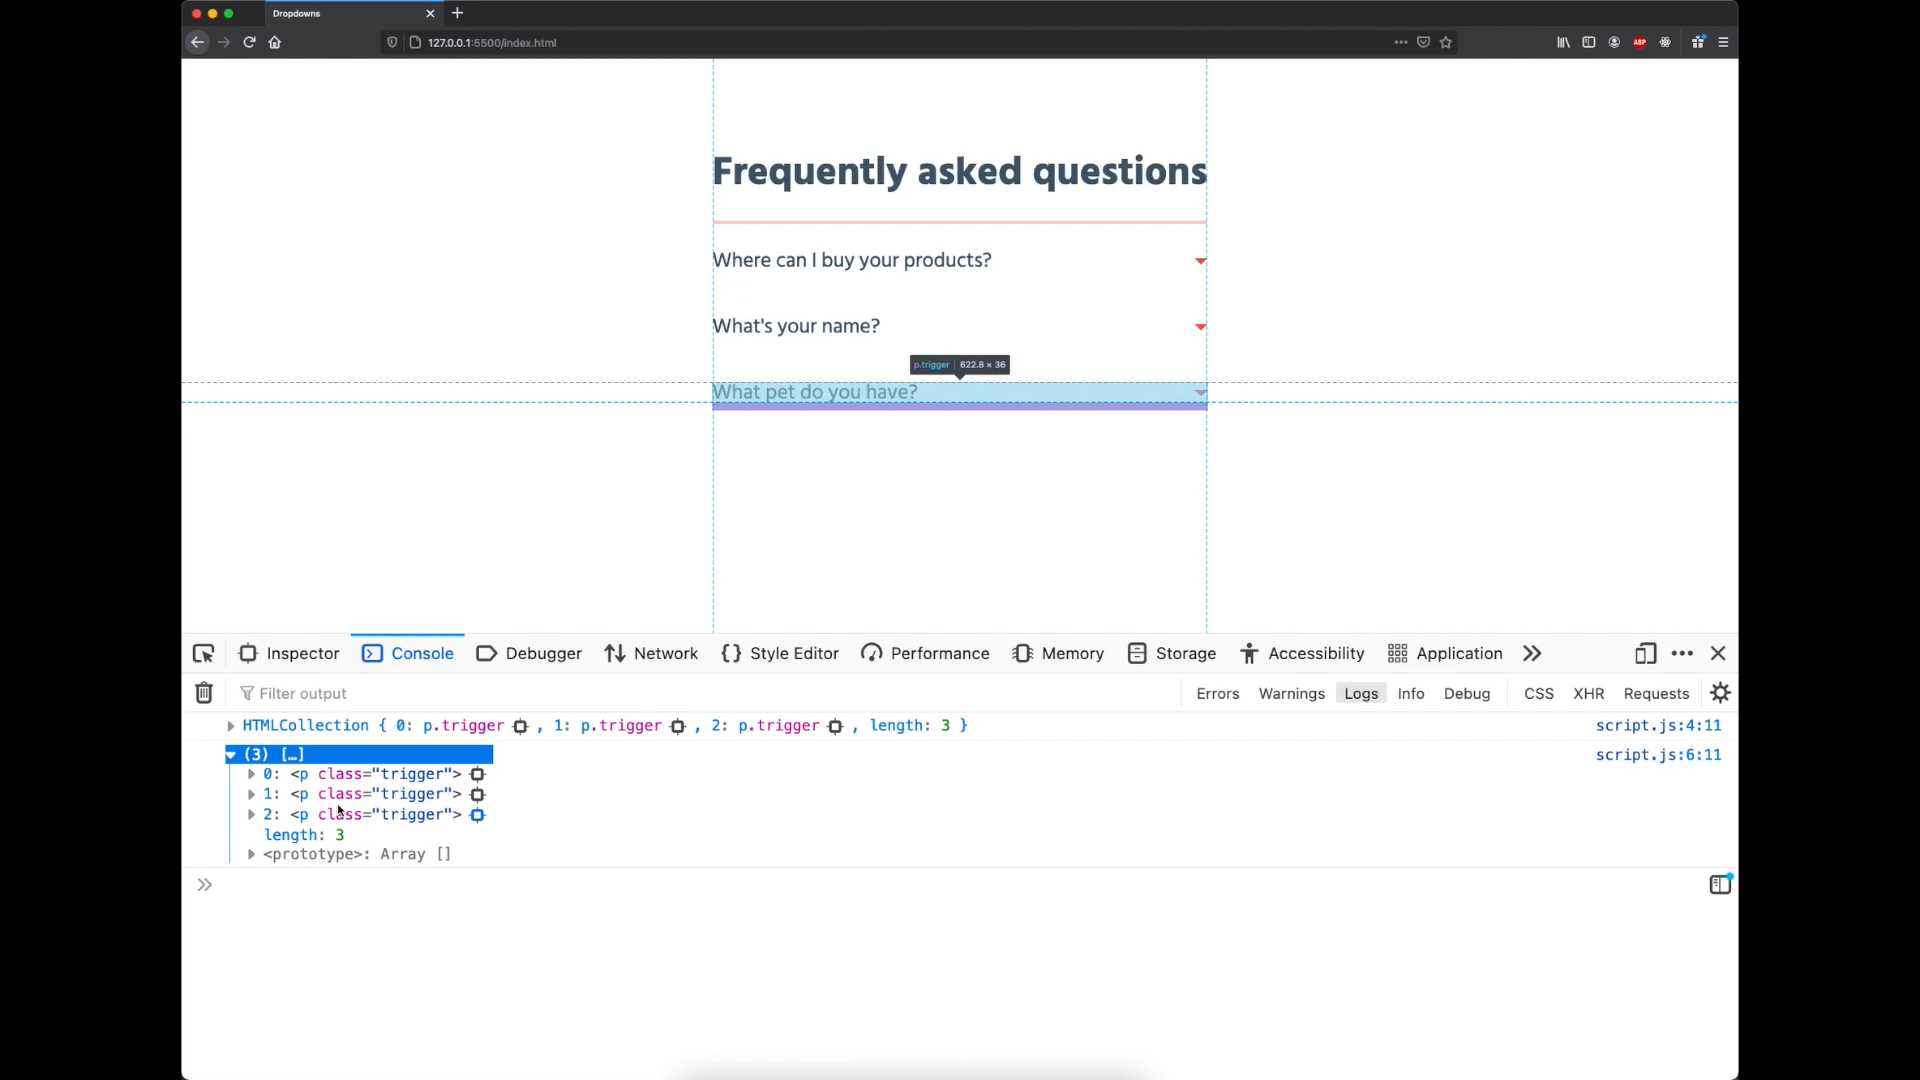 Dropdowns
127.0.0.1:5500/index.html
ABP
Frequently asked questions
Where can I buy your products?
What's your name?
p.trigger 622.8 × 36
What pet do you have?
Inspector Console Debugger Network Style Editor Performance Memory Storage Accessibility Application
Filter output Errors Warnings Logs Info Debug CSS XHR Requests
HTMLCollection { 0: p.trigger , 1: p.trigger , 2: p.trigger , length: 3 } script.js:4:11
(3) […] script.js:6:11
0: <p class="trigger">
1: <p class="trigger">
2: <p class="trigger">
length: 3
<prototype>: Array []